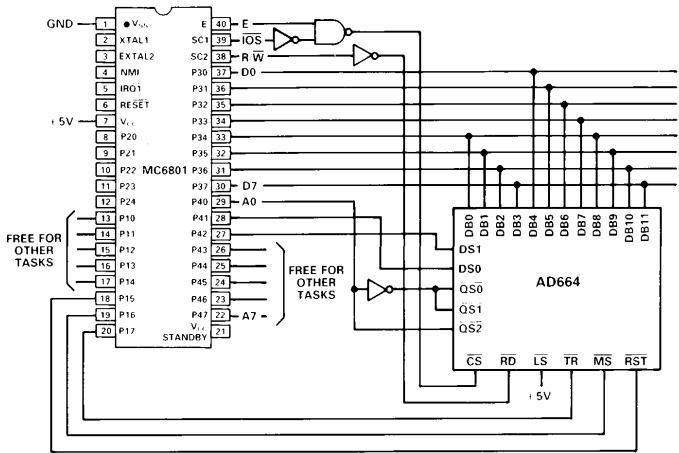 GND 1 ● VSS E 40 E
2 XTAL1 SC1 39 IOS
3 EXTAL2 SC2 38 R W
4 NMI P30 37 D0
5 IRQ1 P31 36
6 RESET P32 35
+5V 7 VCC P33 34
8 P20 P34 33
9 P21 P35 32
10 P22 MC6801 P36 31
11 P23 P37 30 D7
12 P24 P40 29 A0
13 P10 P41 28
14 P11 P42 27
15 P12 P43 26
16 P13 P44 25
17 P14 P45 24
18 P15 P46 23
19 P16 P47 22 A7
20 P17 VCC STANDBY 21
FREE FOR
OTHER
TASKS
FREE FOR
OTHER
TASKS
DB0 DB1 DB2 DB3 DB4 DB5 DB6 DB7 DB8 DB9 DB10 DB11
DS1
DS0
QS0
QS1
QS2
AD664
CS RD LS TR MS RST
+5V